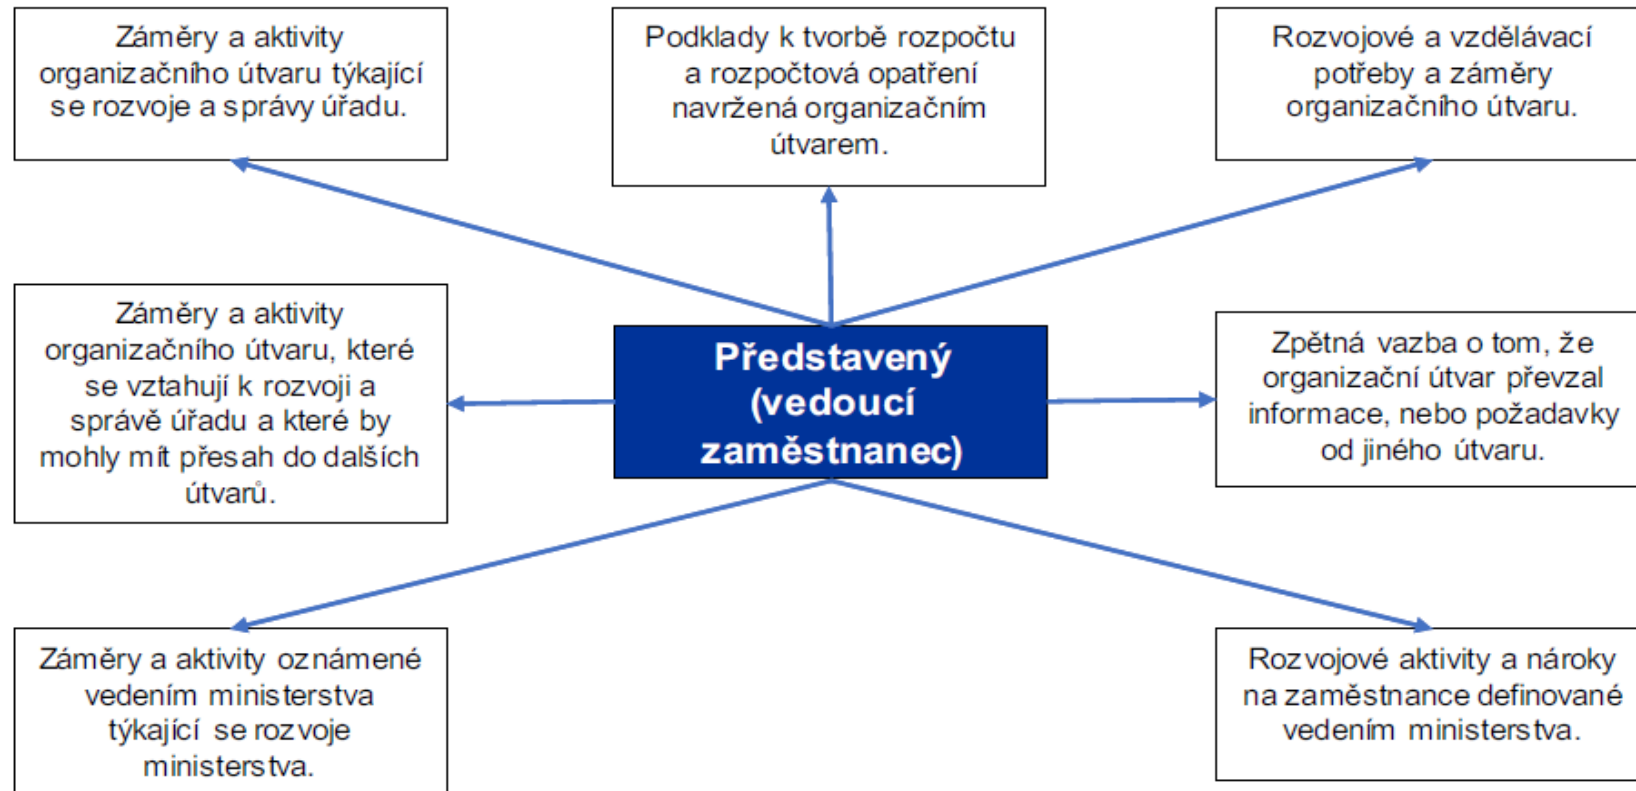 Záměry a aktivity
organizačního útvaru týkající
se rozvoje a správy úřadu.
Podklady k tvorbě rozpočtu
a rozpočtová opatření
navržená organizačním
útvarem.
Rozvojové a vzdělávací
potřeby a záměry
organizačního útvaru.
Záměry a aktivity
organizačního útvaru, které
se vztahují k rozvoji a
správě úřadu a které by
mohly mít přesah do dalších
útvarů.
Představený
(vedoucí
zaměstnanec)
Zpětná vazba o tom, že
organizační útvar převzal
informace, nebo požadavky
od jiného útvaru.
Záměry a aktivity oznámené
vedením ministerstva
týkající se rozvoje
ministerstva.
Rozvojové aktivity a nároky
na zaměstnance definované
vedením ministerstva.